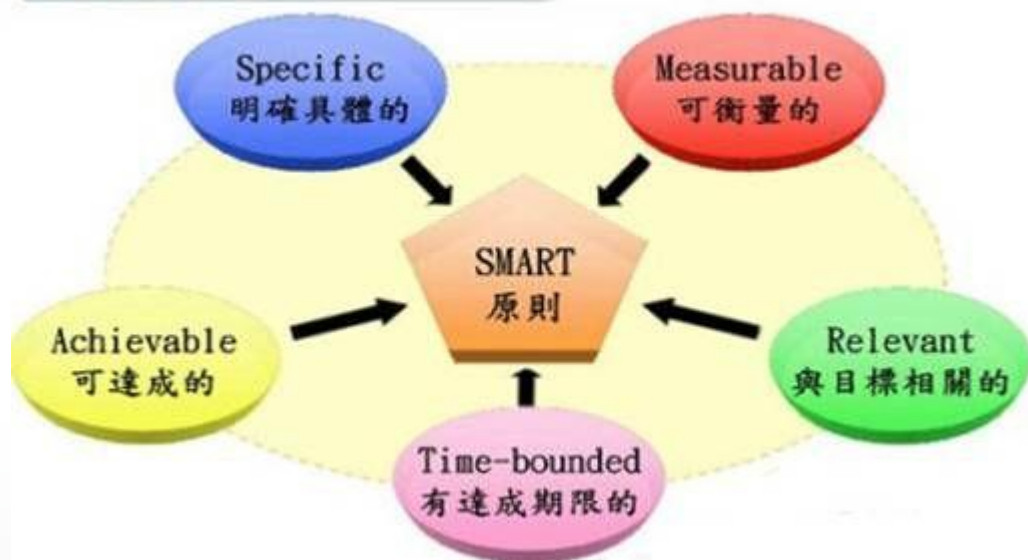 Specific
明確具體的
Measurable
可衡量的
SMART
原則
Achievable
可達成的
Relevant
與目標相關的
Time-bounded
有達成期限的